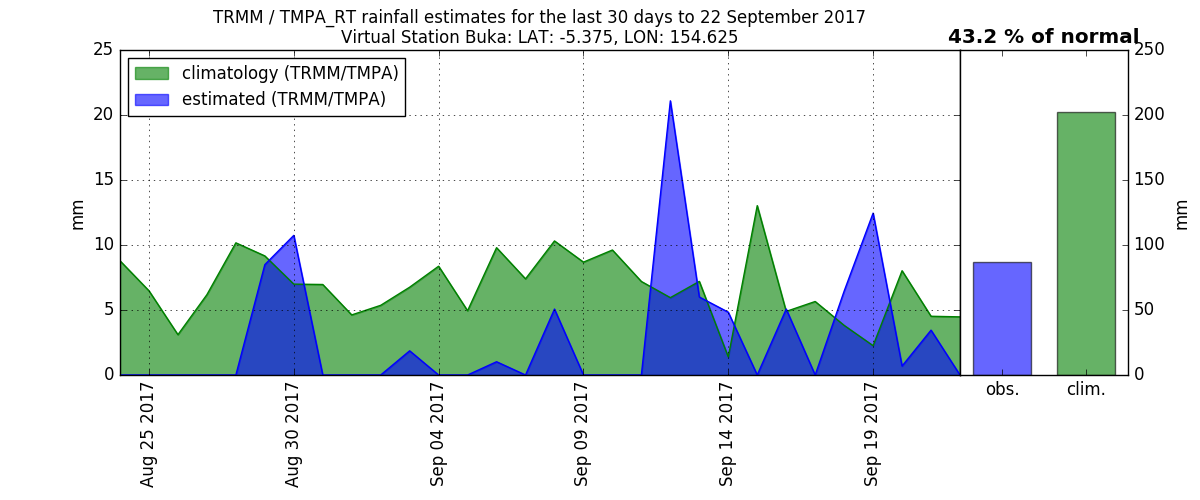 TRMM / TMPA_RT rainfall estimates for the last 30 days to 22 September 2017
Virtual Station Buka: LAT: -5.375, LON: 154.625
43.2 % of normal
climatology (TRMM/TMPA)
estimated (TRMM/TMPA)
25
20
15
10
5
0
mm
250
200
150
100
50
0
mm
Aug 25 2017
Aug 30 2017
Sep 04 2017
Sep 09 2017
Sep 14 2017
Sep 19 2017
obs.
clim.